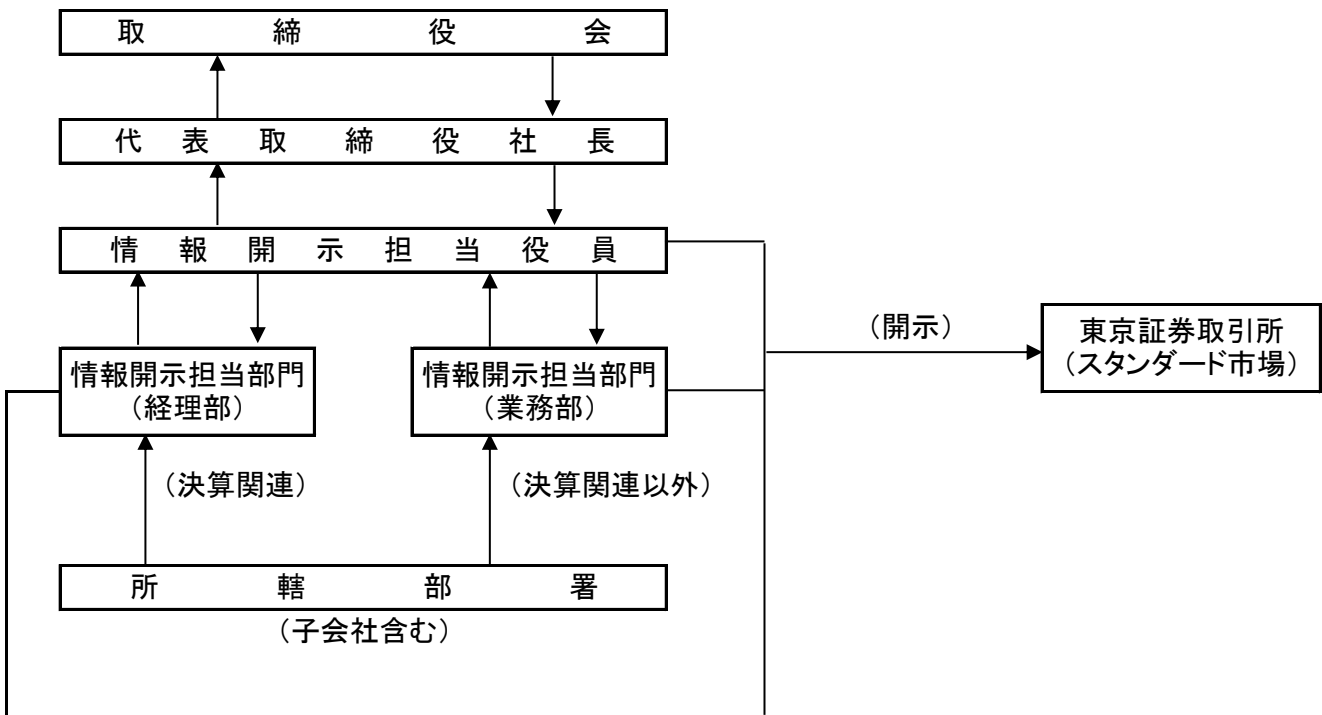 取締役会
代表取締役社長
情報開示担当役員
(開示)
東京証券取引所
(スタンダード市場)
情報開示担当部門
(経理部)
情報開示担当部門
(業務部)
(決算関連)
(決算関連以外)
所轄部署
(子会社含む)